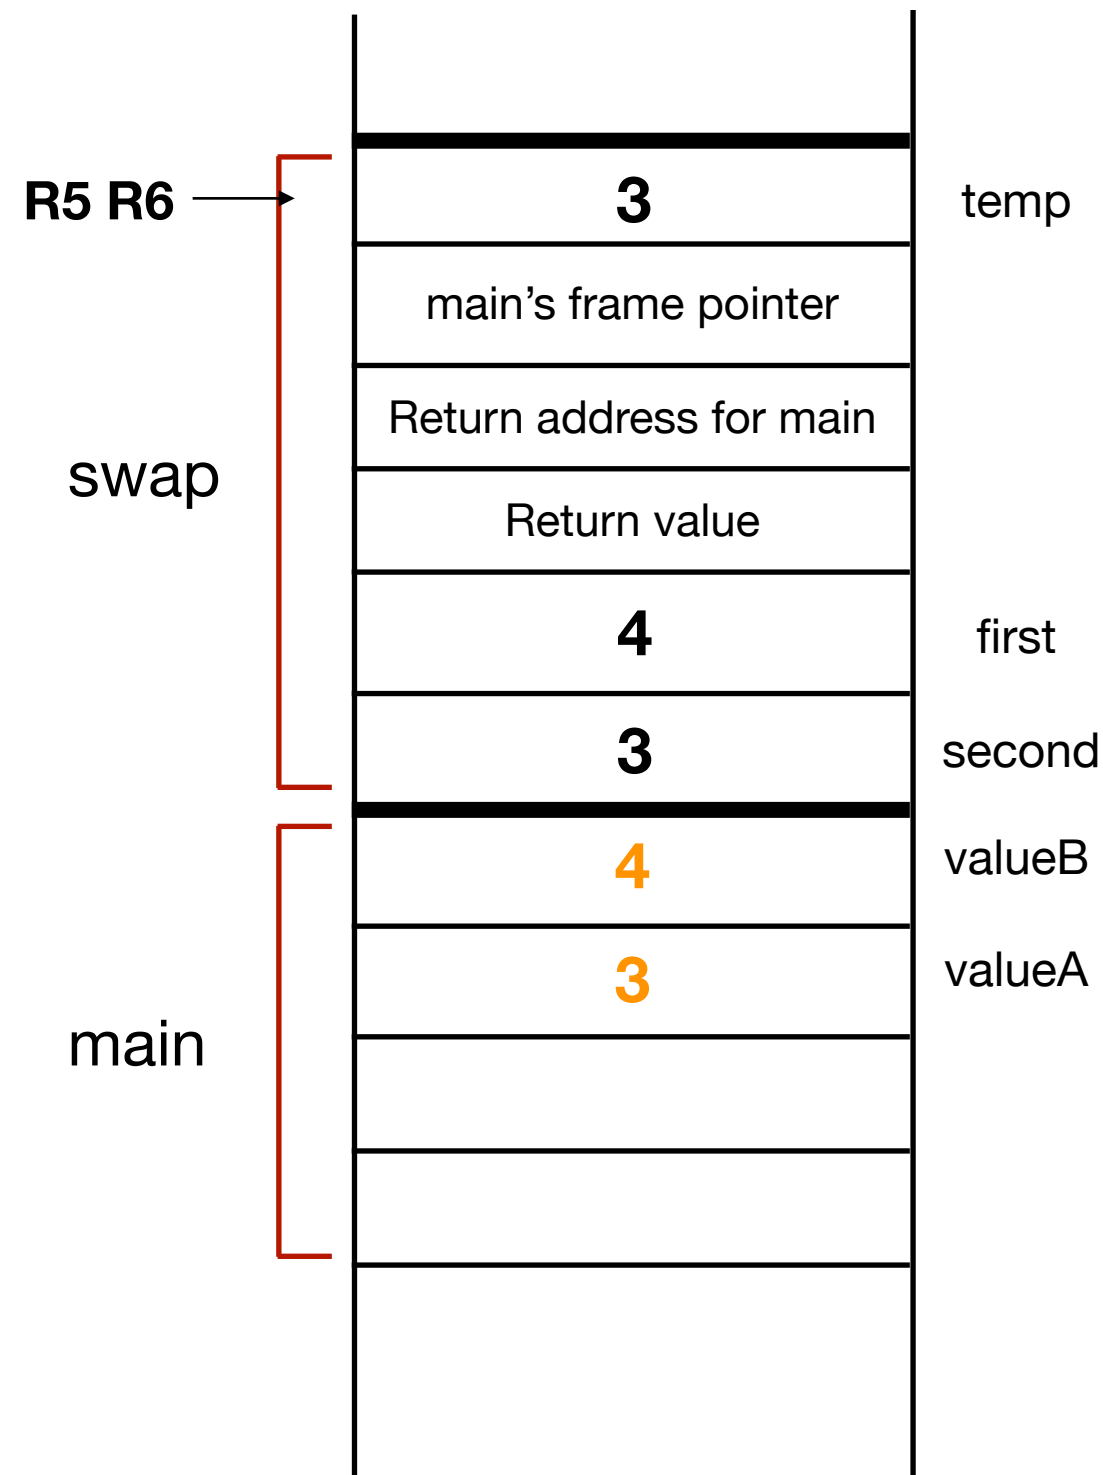 R5 R6
3
temp
main’s frame pointer
Return address for main
swap
Return value
4
first
3
second
4
valueB
3
valueA
main